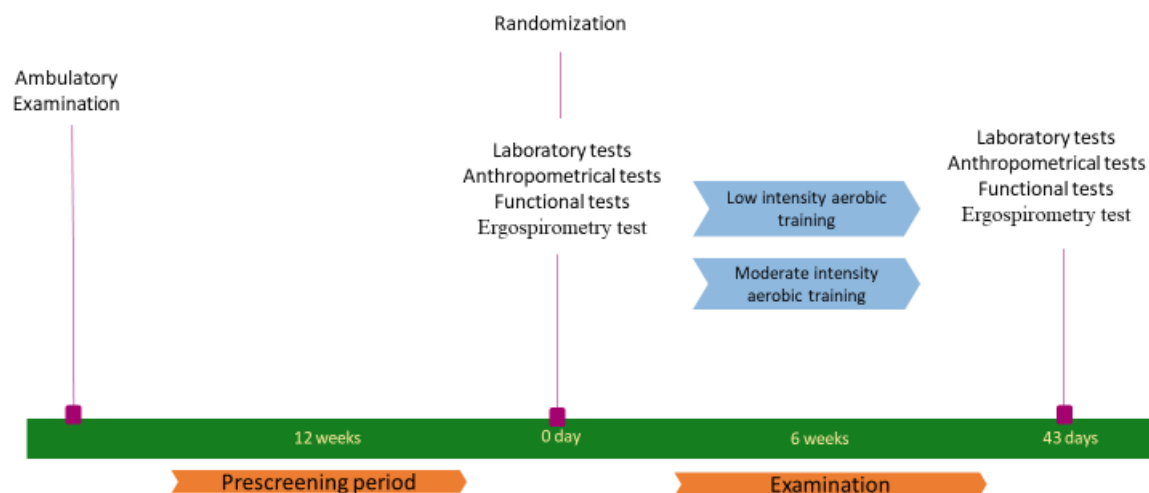 Randomization
Ambulatory
Examination
Laboratory tests
Anthropometrical tests
Functional tests
Ergospirometry test
Low intensity aerobic
training
Moderate intensity
aerobic training
Laboratory tests
Anthropometrical tests
Functional tests
Ergospirometry test
12 weeks
0 day
6 weeks
43 days
Prescreening period
Examination